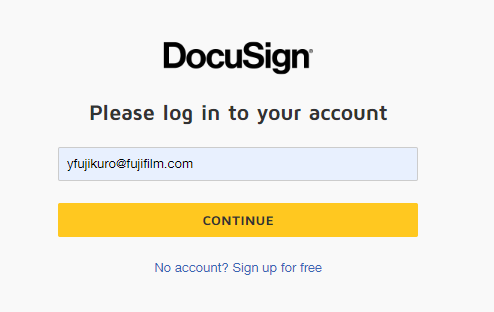 DocuSign®
Please log in to your account
yfujikuro@fujifilm.com
CONTINUE
No account? Sign up for free